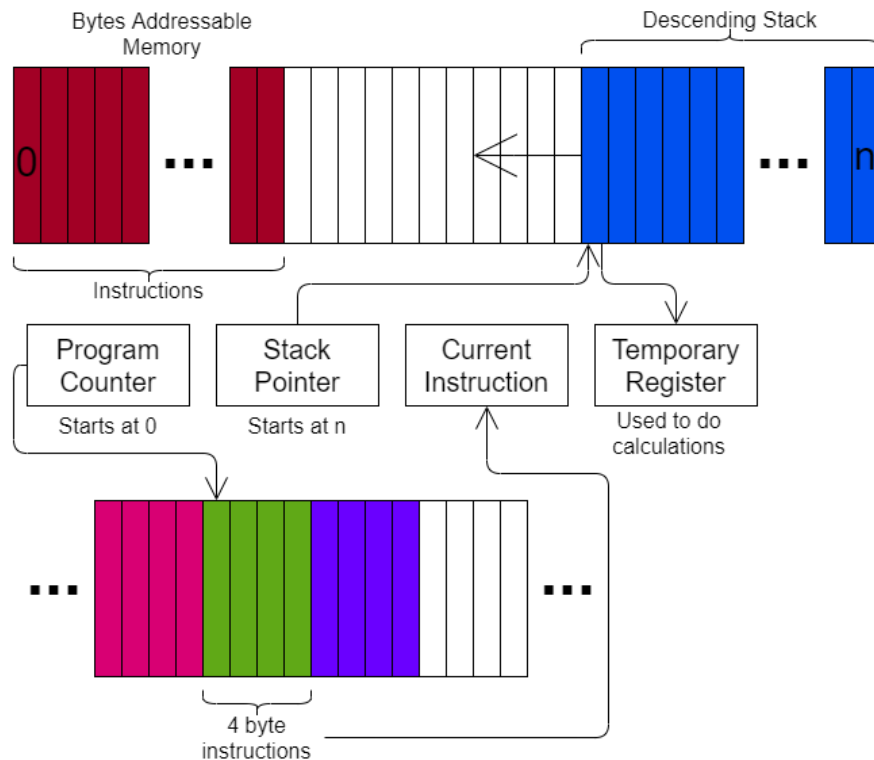 Bytes Addressable
Memory
Descending Stack
0
...
...
n
Instructions
Program
Counter
Stack
Pointer
Current
Instruction
Temporary
Register
Starts at 0
Starts at n
Used to do
calculations
...
...
4 byte
instructions